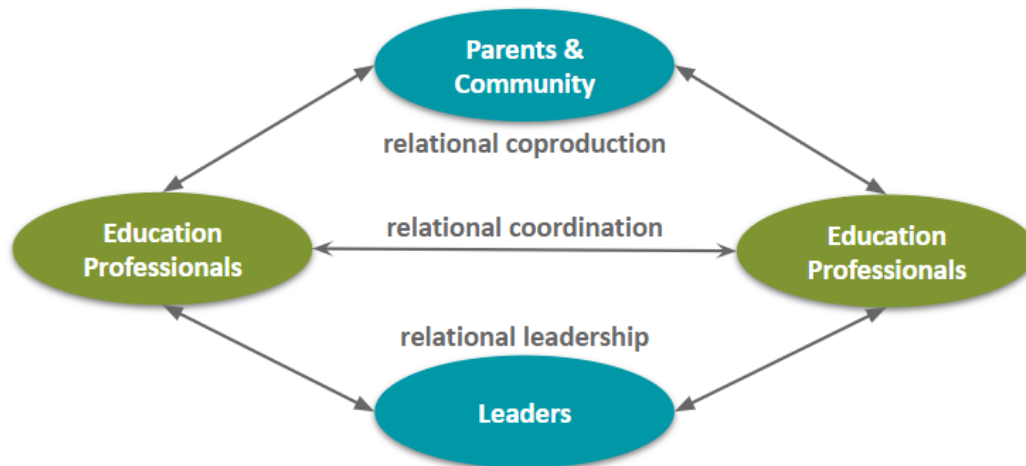 Parents &
Community
relational coproduction
Education
Professionals
relational coordination
Education
Professionals
relational leadership
Leaders